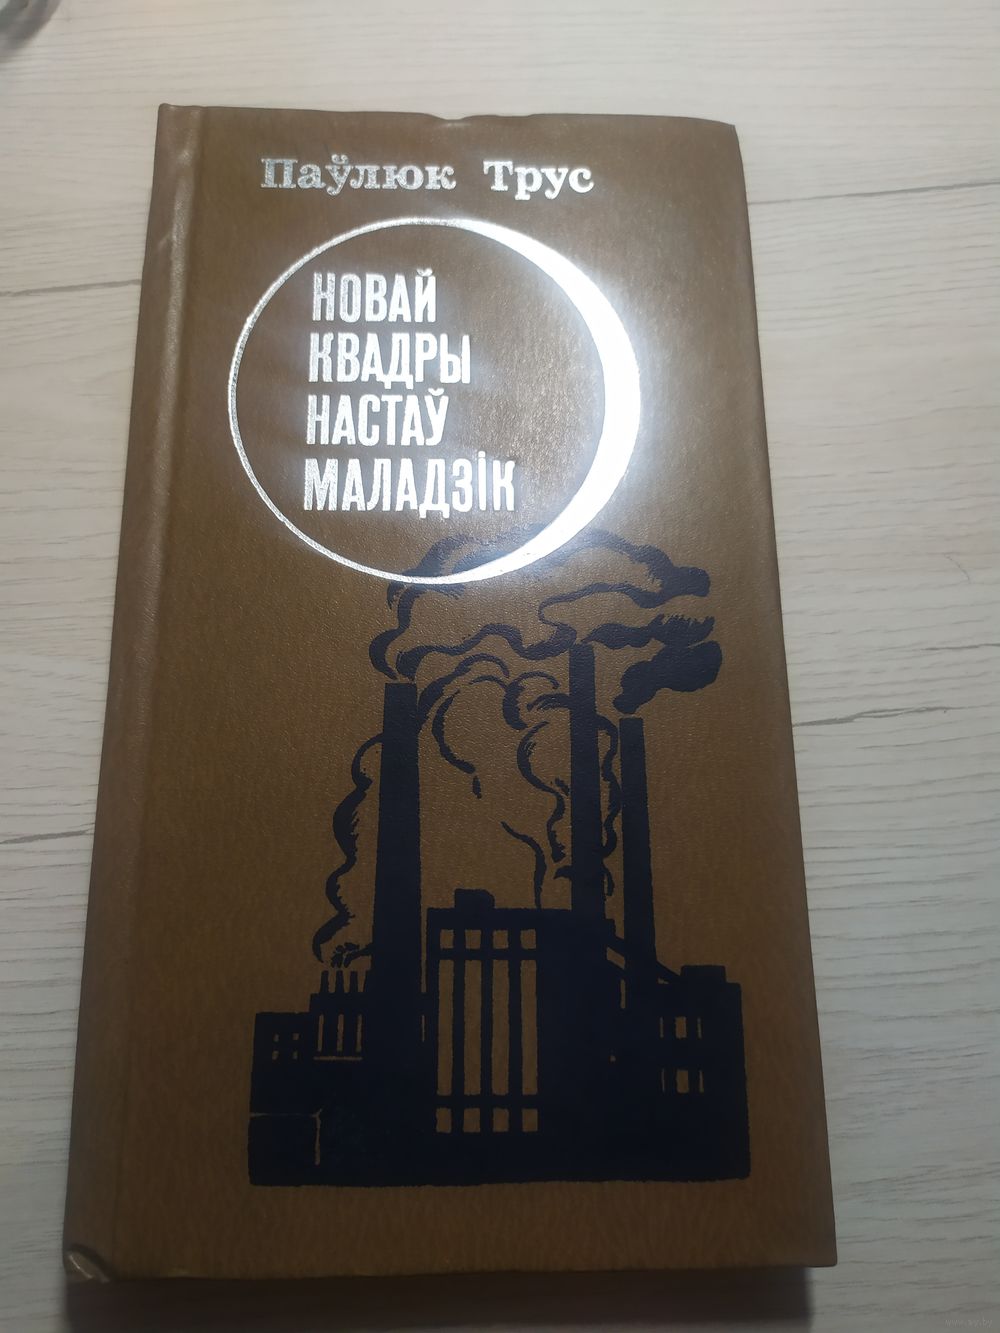 Паўлюк Трус
НОВАЙ
КВАДРЫ
НАСТАЎ
МАЛАДЗІК